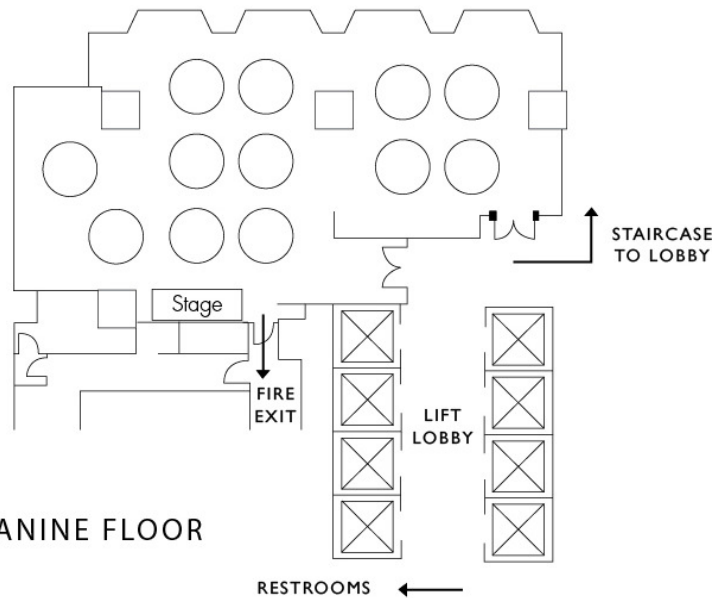 STAIRCASE
TO LOBBY
Stage
FIRE
EXIT
LIFT
LOBBY
ANINE FLOOR
RESTROOMS